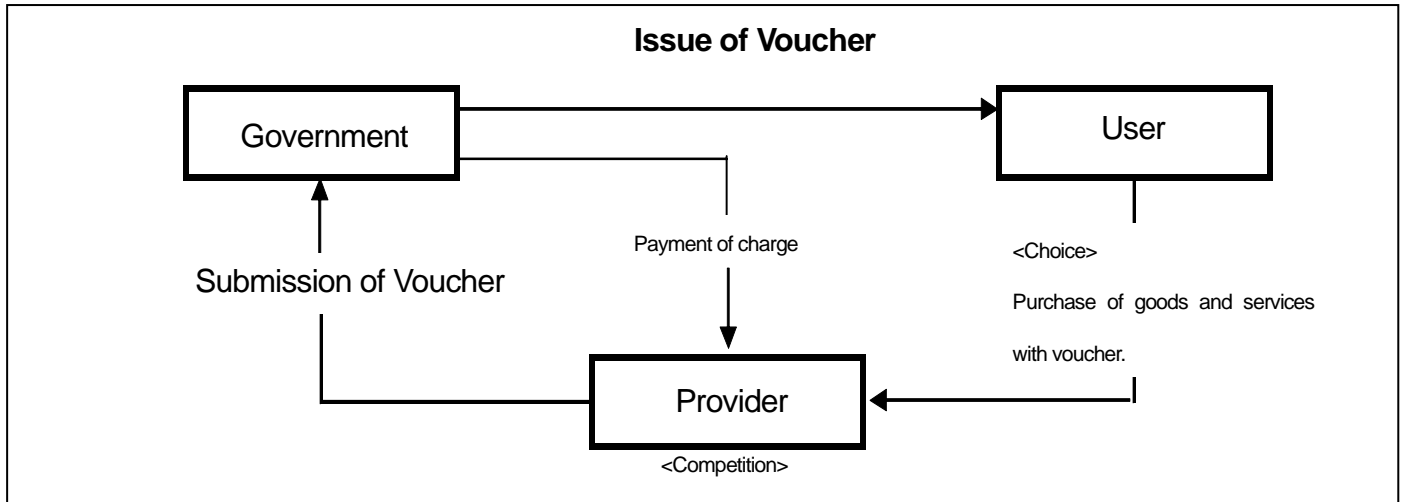 Issue of Voucher
Government
User
Payment of charge
<Choice>
Submission of Voucher
Purchase of goods and services
with voucher.
Provider
<Competition>